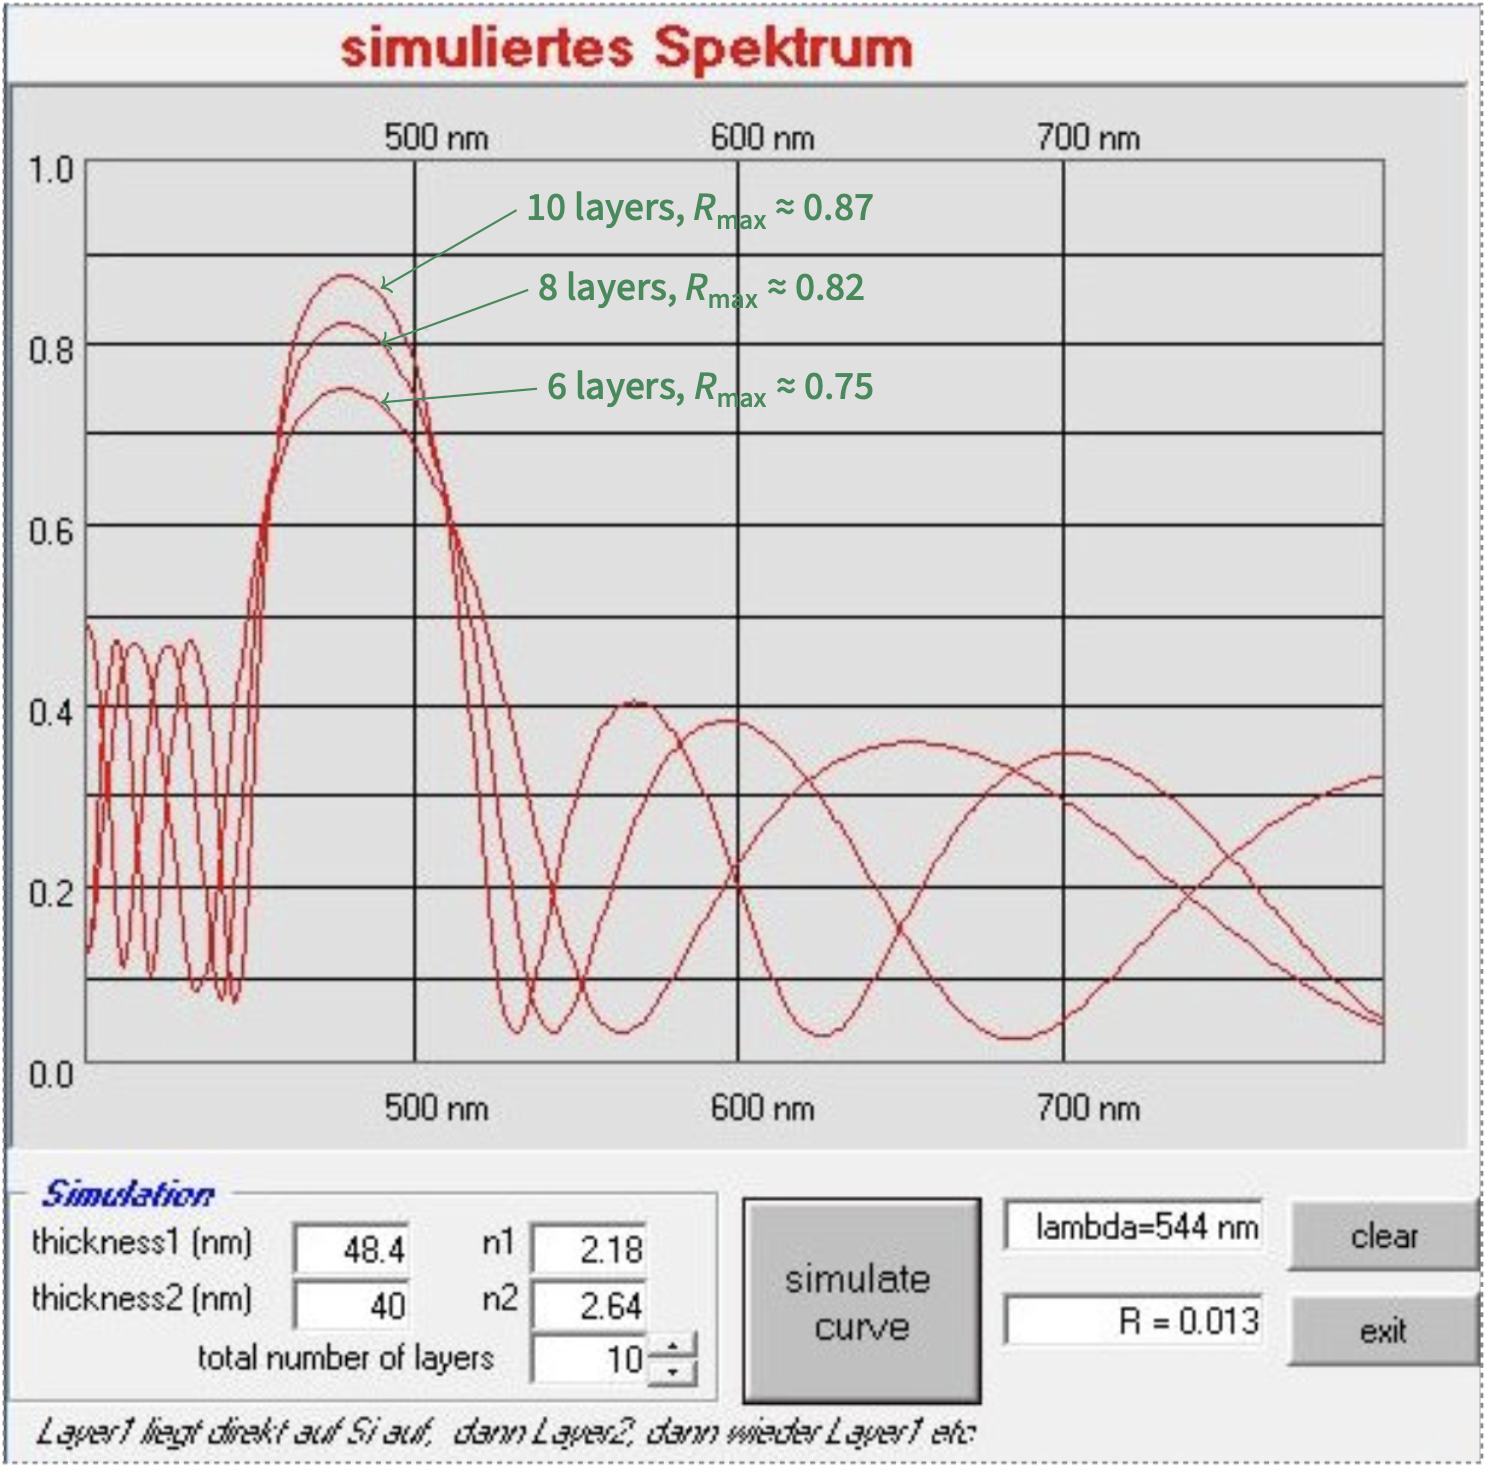 simuliertes Spektrum
500 nm 600 nm 700 nm
1.0
10 layers, Rmax ≈ 0.87
8 layers, Rmax ≈ 0.82
0.8
6 layers, Rmax ≈ 0.75
0.6
0.4
0.2
0.0
500 nm 600 nm 700 nm
Simulation
thickness1 (nm) 48.4 n1 2.18
thickness2 (nm) 40 n2 2.64
total number of layers 10
simulate
curve
lambda=544 nm
R = 0.013
clear
exit
Layer1 liegt direkt auf Si auf, dann Layer2, dann wieder Layer1 etc